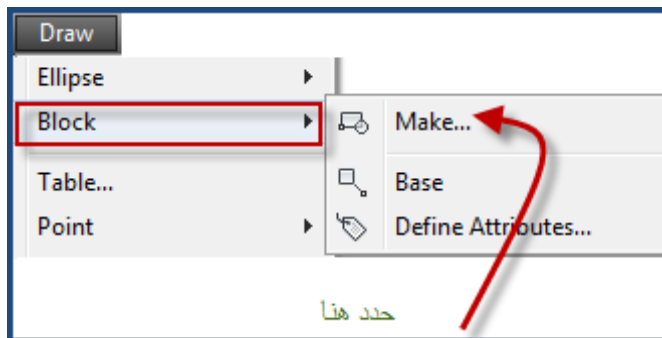 Draw
Ellipse
Block
Make...
Table...
Base
Point
Define Attributes...
حدد هنا